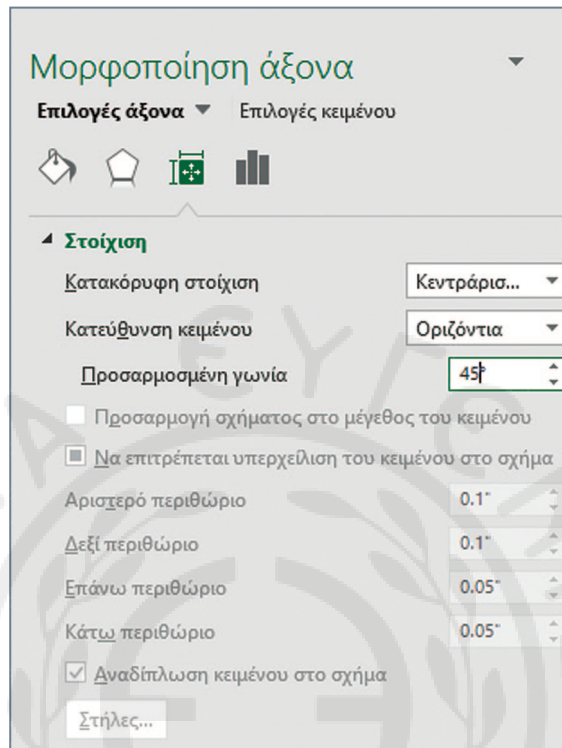 Μορφοποίηση άξονα
Επιλογές άξονα Επιλογές κειμένου
Στοίχιση
Κατακόρυφη στοίχιση Κεντράρισ...
Κατεύθυνση κειμένου Οριζόντια
Προσαρμοσμένη γωνία 45°
Προσαρμογή σχήματος στο μέγεθος του κειμένου
Να επιτρέπεται υπερχείλιση του κειμένου στο σχήμα
Αριστερό περιθώριο 0.1"
Δεξί περιθώριο 0.1"
Επάνω περιθώριο 0.05"
Κάτω περιθώριο 0.05"
Αναδίπλωση κειμένου στο σχήμα
Στήλες...